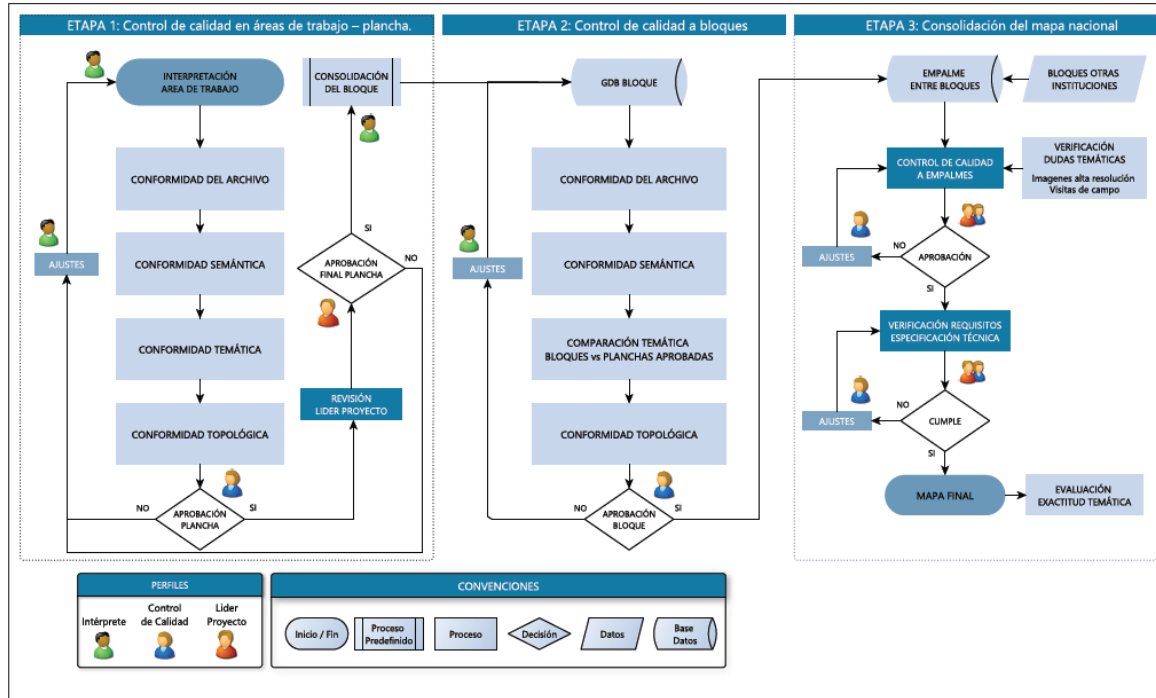 ETAPA 1: Control de calidad en áreas de trabajo – plancha.
INTERPRETACIÓN
AREA DE TRABAJO
CONFORMIDAD DEL ARCHIVO
CONFORMIDAD SEMÁNTICA
CONFORMIDAD TEMÁTICA
CONFORMIDAD TOPOLÓGICA
NO
APROBACIÓN
PLANCHA
SI
AJUSTES
CONSOLIDACIÓN
DEL BLOQUE
SI
APROBACIÓN
FINAL PLANCHA
NO
REVISIÓN
LIDER PROYECTO
ETAPA 2: Control de calidad a bloques
GDB BLOQUE
CONFORMIDAD DEL ARCHIVO
AJUSTES
CONFORMIDAD SEMÁNTICA
COMPARACIÓN TEMÁTICA
BLOQUES vs PLANCHAS APROBADAS
CONFORMIDAD TOPOLÓGICA
NO
APROBACIÓN
BLOQUE
SI
ETAPA 3: Consolidación del mapa nacional
EMPALME
ENTRE BLOQUES
BLOQUES OTRAS
INSTITUCIONES
CONTROL DE CALIDAD
A EMPALMES
VERIFICACIÓN
DUDAS TEMÁTICAS
Imagenes alta resolución
Visitas de campo
AJUSTES
NO
APROBACIÓN
SI
VERIFICACIÓN REQUISITOS
ESPECIFICACIÓN TÉCNICA
AJUSTES
NO
CUMPLE
SI
MAPA FINAL
EVALUACIÓN
EXACTITUD TEMÁTICA
PERFILES
Intérprete
Control
de Calidad
Lider
Proyecto
CONVENCIONES
Inicio / Fin
Proceso
Predefinido
Proceso
Decisión
Datos
Base
Datos